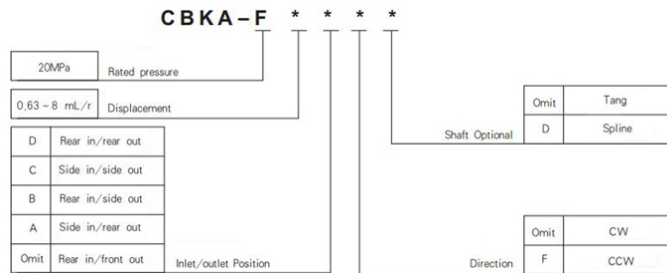 CBKA-F * * * *
20MPa Rated pressure
0,63-8 mL/r Displacement
D Rear in/rear out
C Side in/side out
B Rear in/side out
A Side in/rear out
Omit Rear in/front out Inlet/outlet Position
Omit Tang
D Spline
Shaft Optional
Omit CW
F CCW
Direction